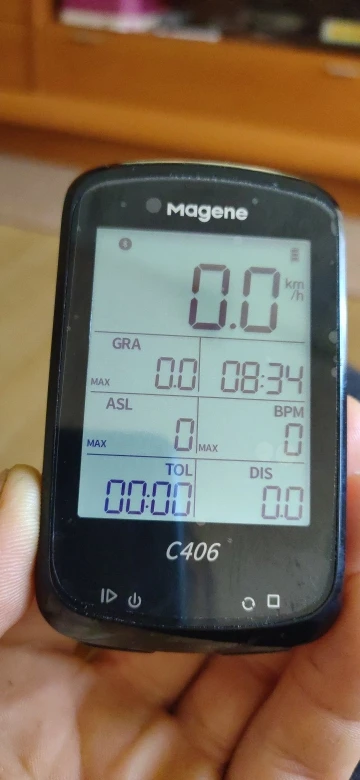 Magene
0.0 km/h
GRA
MAX 0.0 08:34
ASL BPM
MAX 0 MAX 0
TOL DIS
00:00 0.0
C406